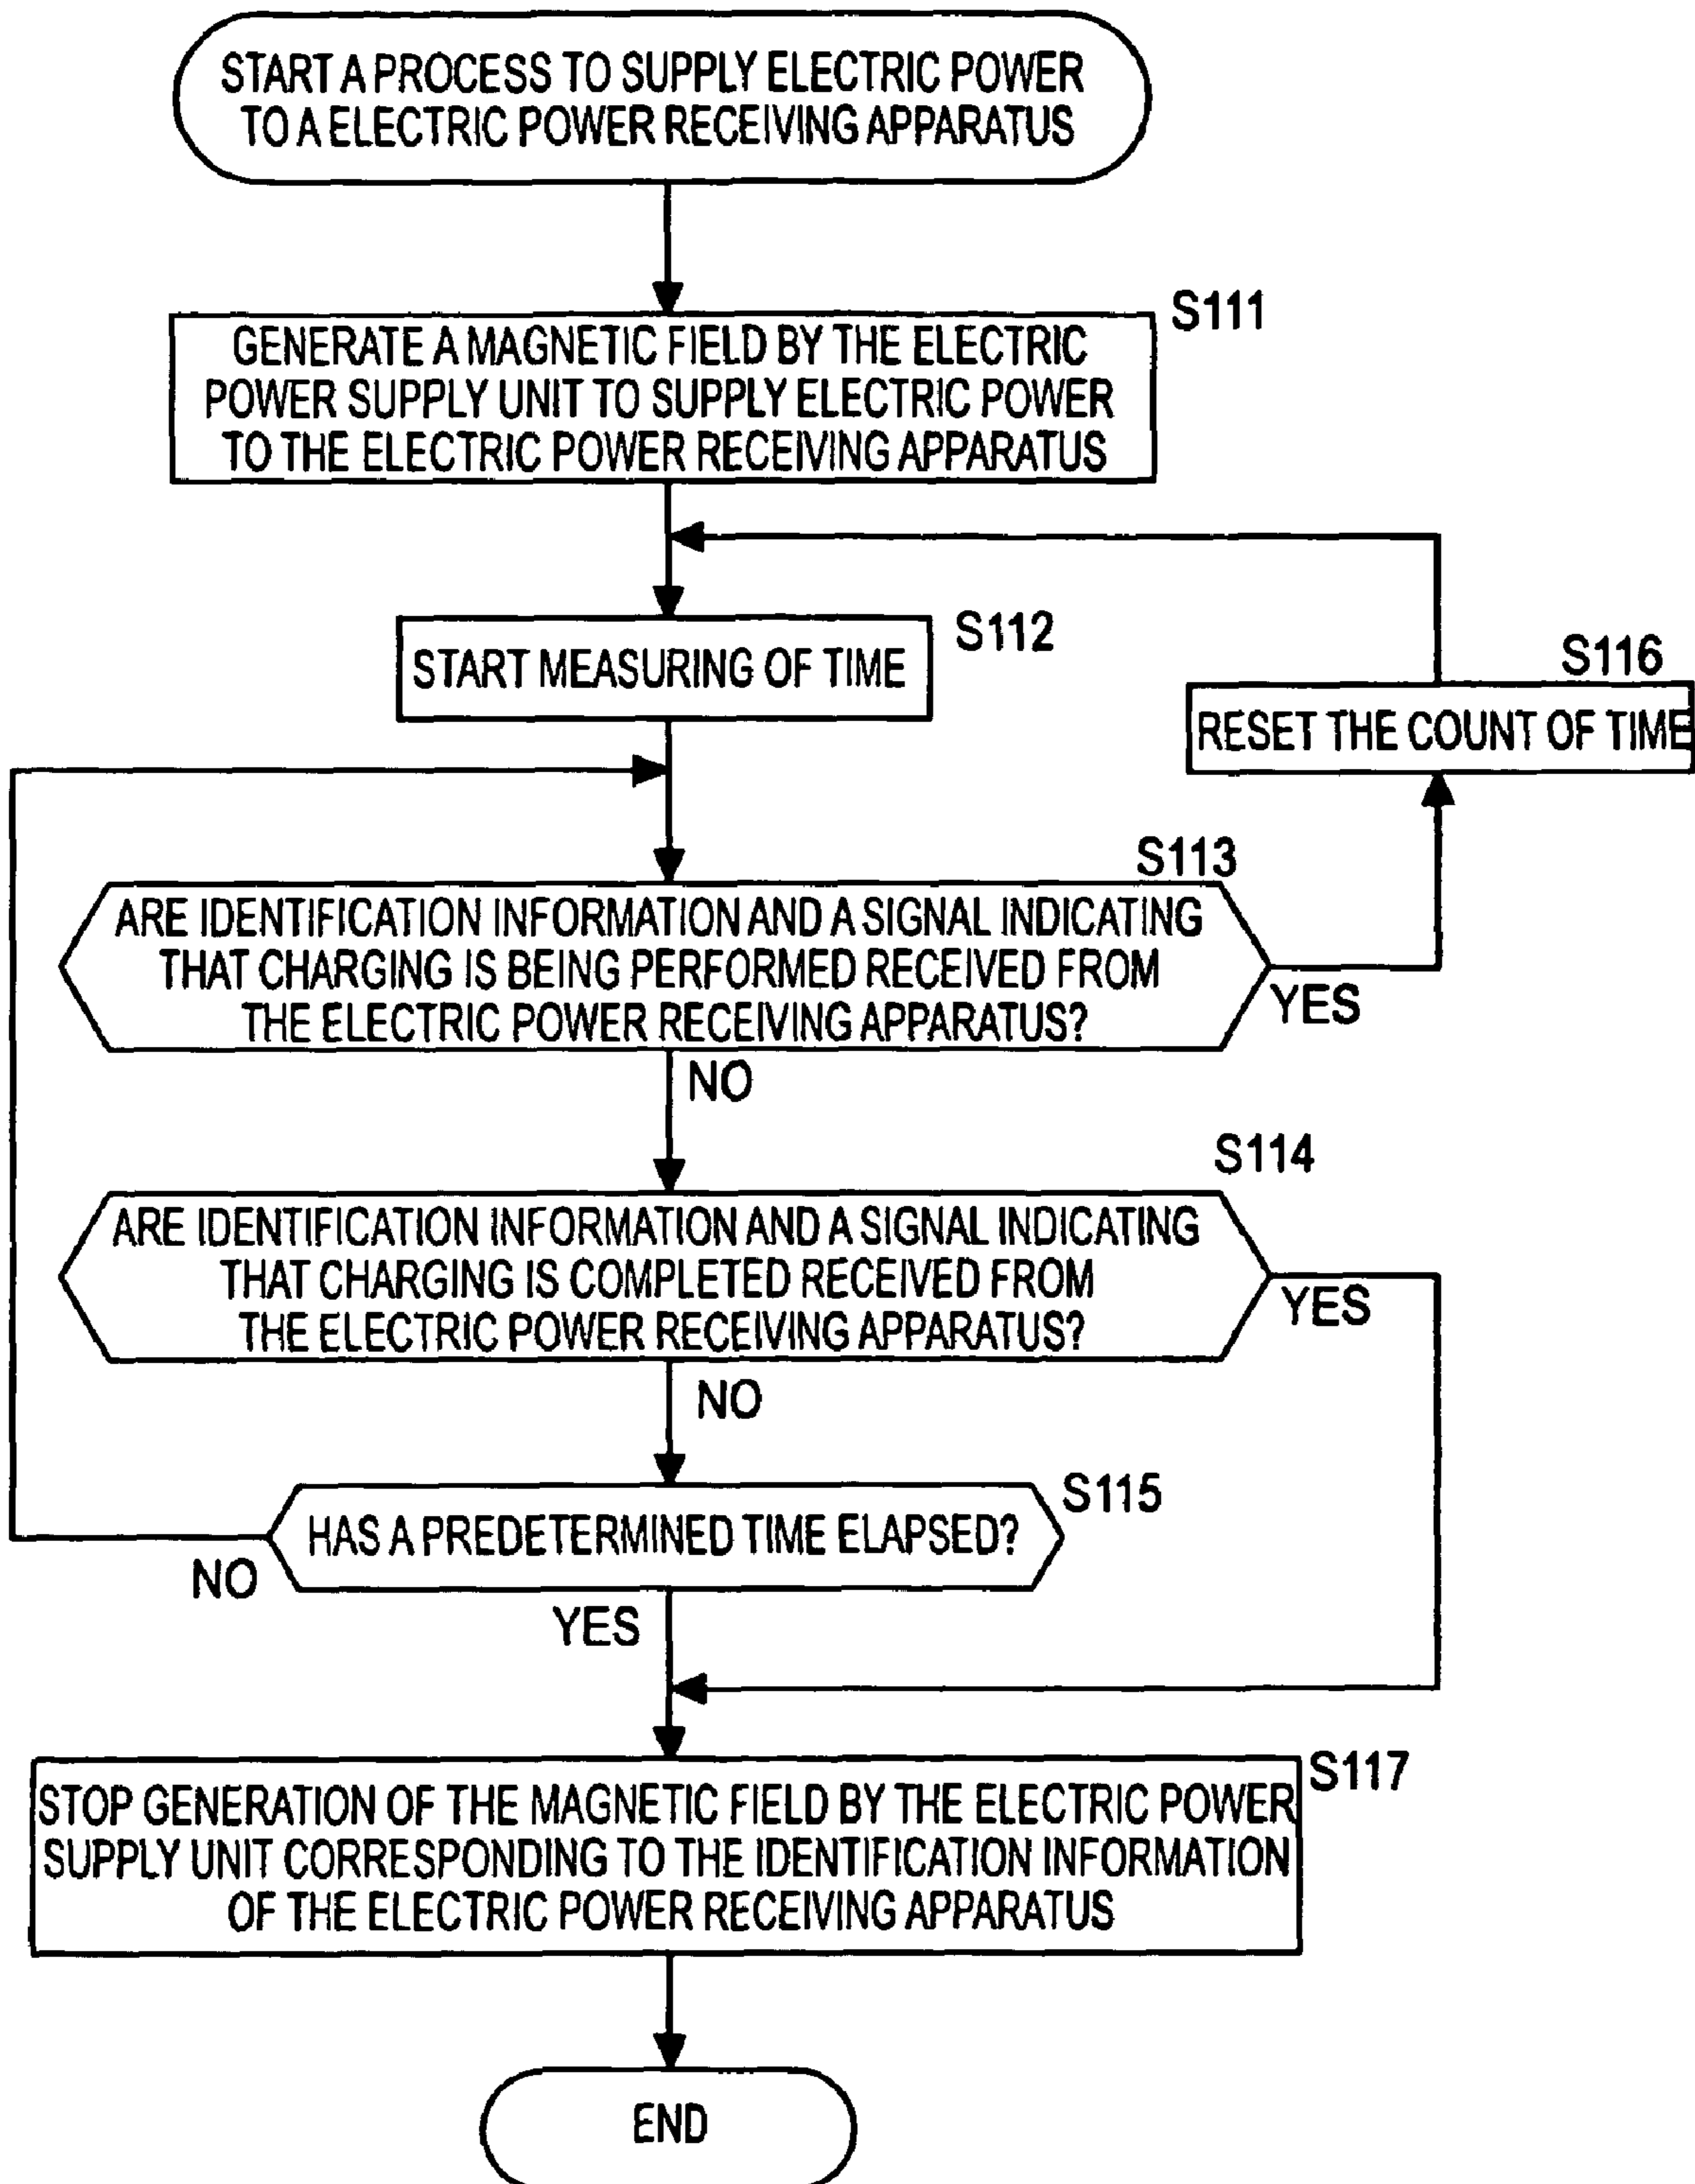 START A PROCESS TO SUPPLY ELECTRIC POWER
TO A ELECTRIC POWER RECEIVING APPARATUS
S111
GENERATE A MAGNETIC FIELD BY THE ELECTRIC
POWER SUPPLY UNIT TO SUPPLY ELECTRIC POWER
TO THE ELECTRIC POWER RECEIVING APPARATUS
S112
START MEASURING OF TIME
S116
RESET THE COUNT OF TIME
S113
ARE IDENTIFICATION INFORMATION AND A SIGNAL INDICATING
THAT CHARGING IS BEING PERFORMED RECEIVED FROM
THE ELECTRIC POWER RECEIVING APPARATUS?
YES
NO
S114
ARE IDENTIFICATION INFORMATION AND A SIGNAL INDICATING
THAT CHARGING IS COMPLETED RECEIVED FROM
THE ELECTRIC POWER RECEIVING APPARATUS?
YES
NO
S115
HAS A PREDETERMINED TIME ELAPSED?
NO
YES
S117
STOP GENERATION OF THE MAGNETIC FIELD BY THE ELECTRIC POWER
SUPPLY UNIT CORRESPONDING TO THE IDENTIFICATION INFORMATION
OF THE ELECTRIC POWER RECEIVING APPARATUS
END